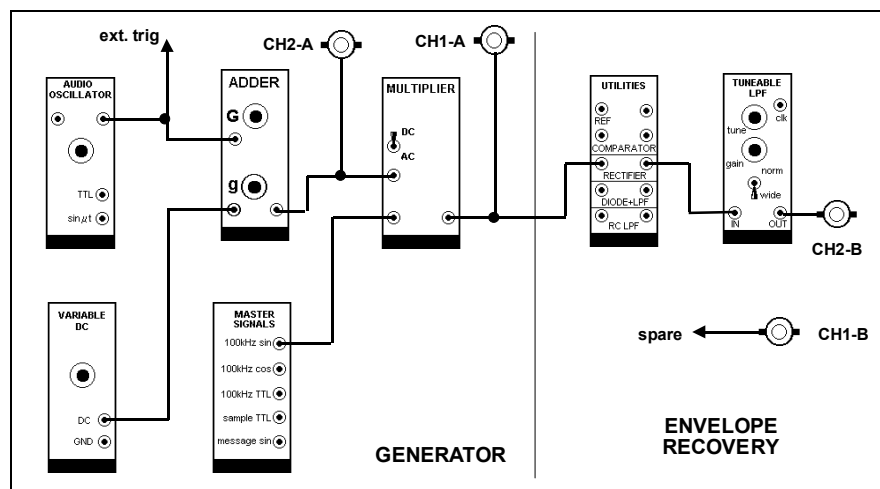 ext. trig
CH2-A
CH1-A
AUDIO
OSCILLATOR
TTL
sinμt
ADDER
G
g
MULTIPLIER
DC
AC
UTILITIES
REF
COMPARATOR
RECTIFIER
DIODE+LPF
RC LPF
TUNEABLE
LPF
clk
tune
gain
norm
wide
IN
OUT
CH2-B
VARIABLE
DC
DC
GND
MASTER
SIGNALS
100kHz sin
100kHz cos
100kHz TTL
sample TTL
message sin
spare
CH1-B
GENERATOR
ENVELOPE
RECOVERY